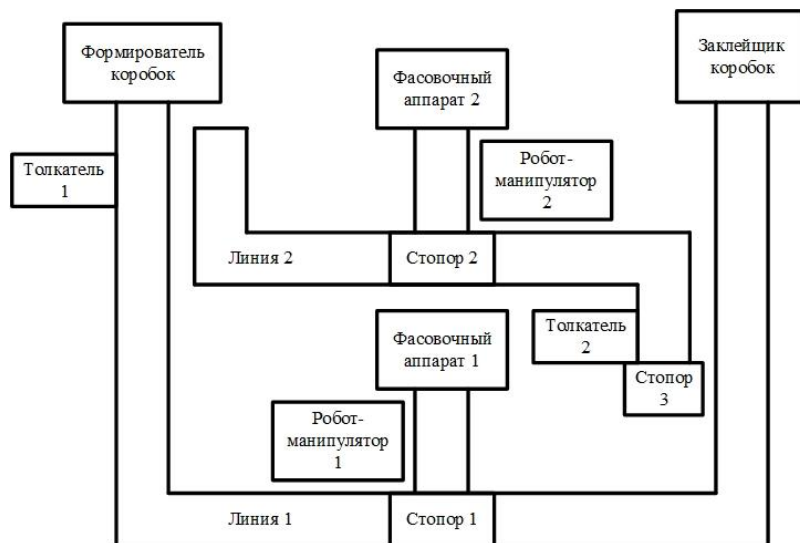 Формирователь
коробок
Фасовочный
аппарат 2
Заклейщик
коробок
Толкатель
1
Робот-
манипулятор
2
Линия 2
Стопор 2
Фасовочный
аппарат 1
Толкатель
2
Стопор
3
Робот-
манипулятор
1
Линия 1
Стопор 1